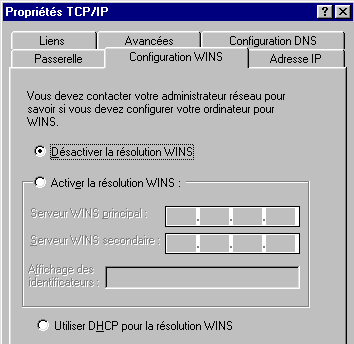 Propriétés TCP/IP
Liens Avancées Configuration DNS
Passerelle Configuration WINS Adresse IP
Vous devez contacter votre administrateur réseau pour
savoir si vous devez configurer votre ordinateur pour
WINS.
Désactiver la résolution WINS
Activer la résolution WINS :
Serveur WINS principal :
Serveur WINS secondaire :
Affichage des
identificateurs :
Utiliser DHCP pour la résolution WINS